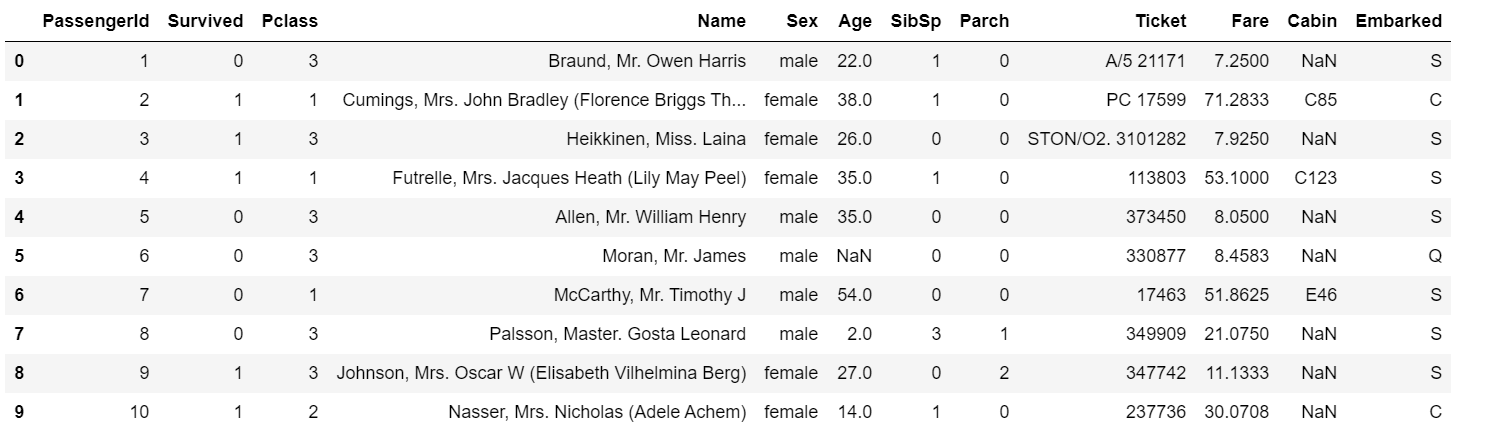 PassengerId Survived Pclass Name Sex Age SibSp Parch Ticket Fare Cabin Embarked
0 1 0 3 Braund, Mr. Owen Harris male 22.0 1 0 A/5 21171 7.2500 NaN S
1 2 1 1 Cumings, Mrs. John Bradley (Florence Briggs Th... female 38.0 1 0 PC 17599 71.2833 C85 C
2 3 1 3 Heikkinen, Miss. Laina female 26.0 0 0 STON/O2. 3101282 7.9250 NaN S
3 4 1 1 Futrelle, Mrs. Jacques Heath (Lily May Peel) female 35.0 1 0 113803 53.1000 C123 S
4 5 0 3 Allen, Mr. William Henry male 35.0 0 0 373450 8.0500 NaN S
5 6 0 3 Moran, Mr. James male NaN 0 0 330877 8.4583 NaN Q
6 7 0 1 McCarthy, Mr. Timothy J male 54.0 0 0 17463 51.8625 E46 S
7 8 0 3 Palsson, Master. Gosta Leonard male 2.0 3 1 349909 21.0750 NaN S
8 9 1 3 Johnson, Mrs. Oscar W (Elisabeth Vilhelmina Berg) female 27.0 0 2 347742 11.1333 NaN S
9 10 1 2 Nasser, Mrs. Nicholas (Adele Achem) female 14.0 1 0 237736 30.0708 NaN C